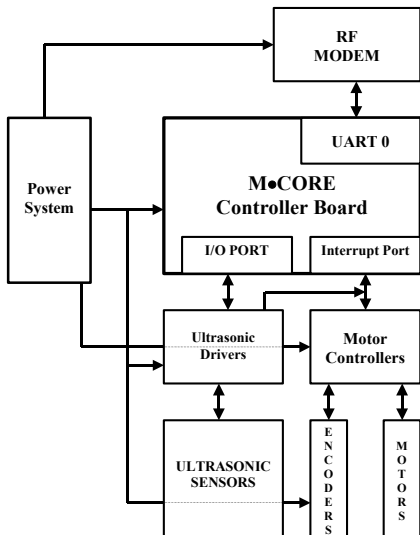 RF
MODEM
UART 0
Power
System
M●CORE
Controller Board
I/O PORT
Interrupt Port
Ultrasonic
Drivers
Motor
Controllers
ULTRASONIC
SENSORS
ENCODERS
MOTORS